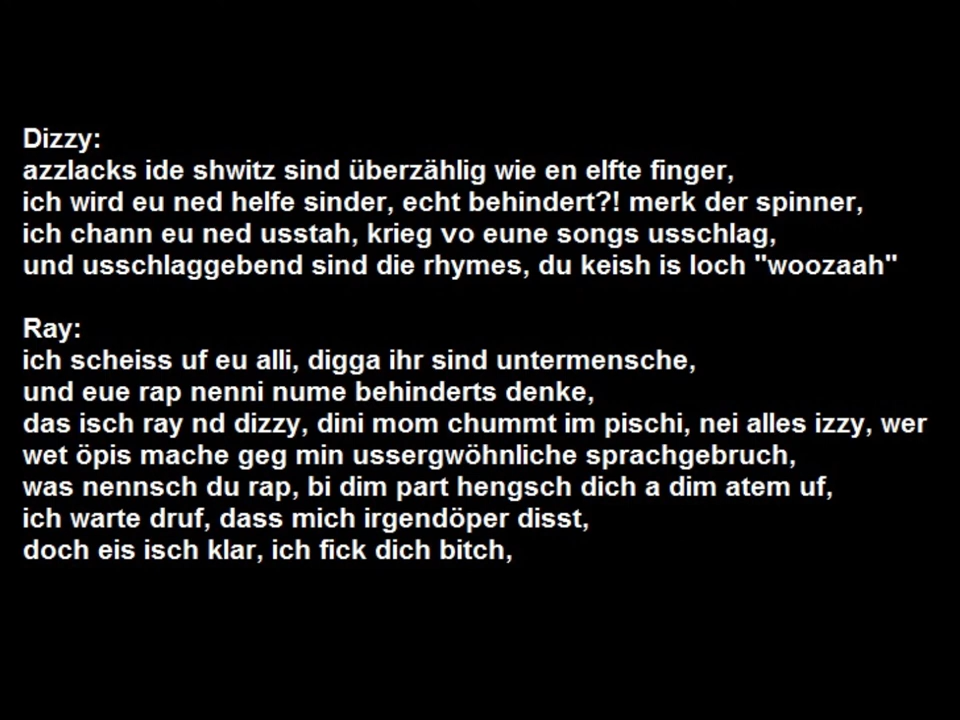 Dizzy:
azzlacks ide shwitz sind überzählig wie en elfte finger,
ich wird eu ned helfe sinder, echt behindert?! merk der spinner,
ich chann eu ned usstah, krieg vo eune songs usschlag,
und usschlaggebend sind die rhymes, du keish is loch "woozaah"
Ray:
ich scheiss uf eu alli, digga ihr sind untermensche,
und eue rap nenni nume behinderts denke,
das isch ray nd dizzy, dini mom chummt im pischi, nei alles izzy, wer
wet öpis mache geg min ussergwöhnliche sprachgebruch,
was nennsch du rap, bi dim part hengsch dich a dim atem uf,
ich warte druf, dass mich irgendöper disst,
doch eis isch klar, ich fick dich bitch,